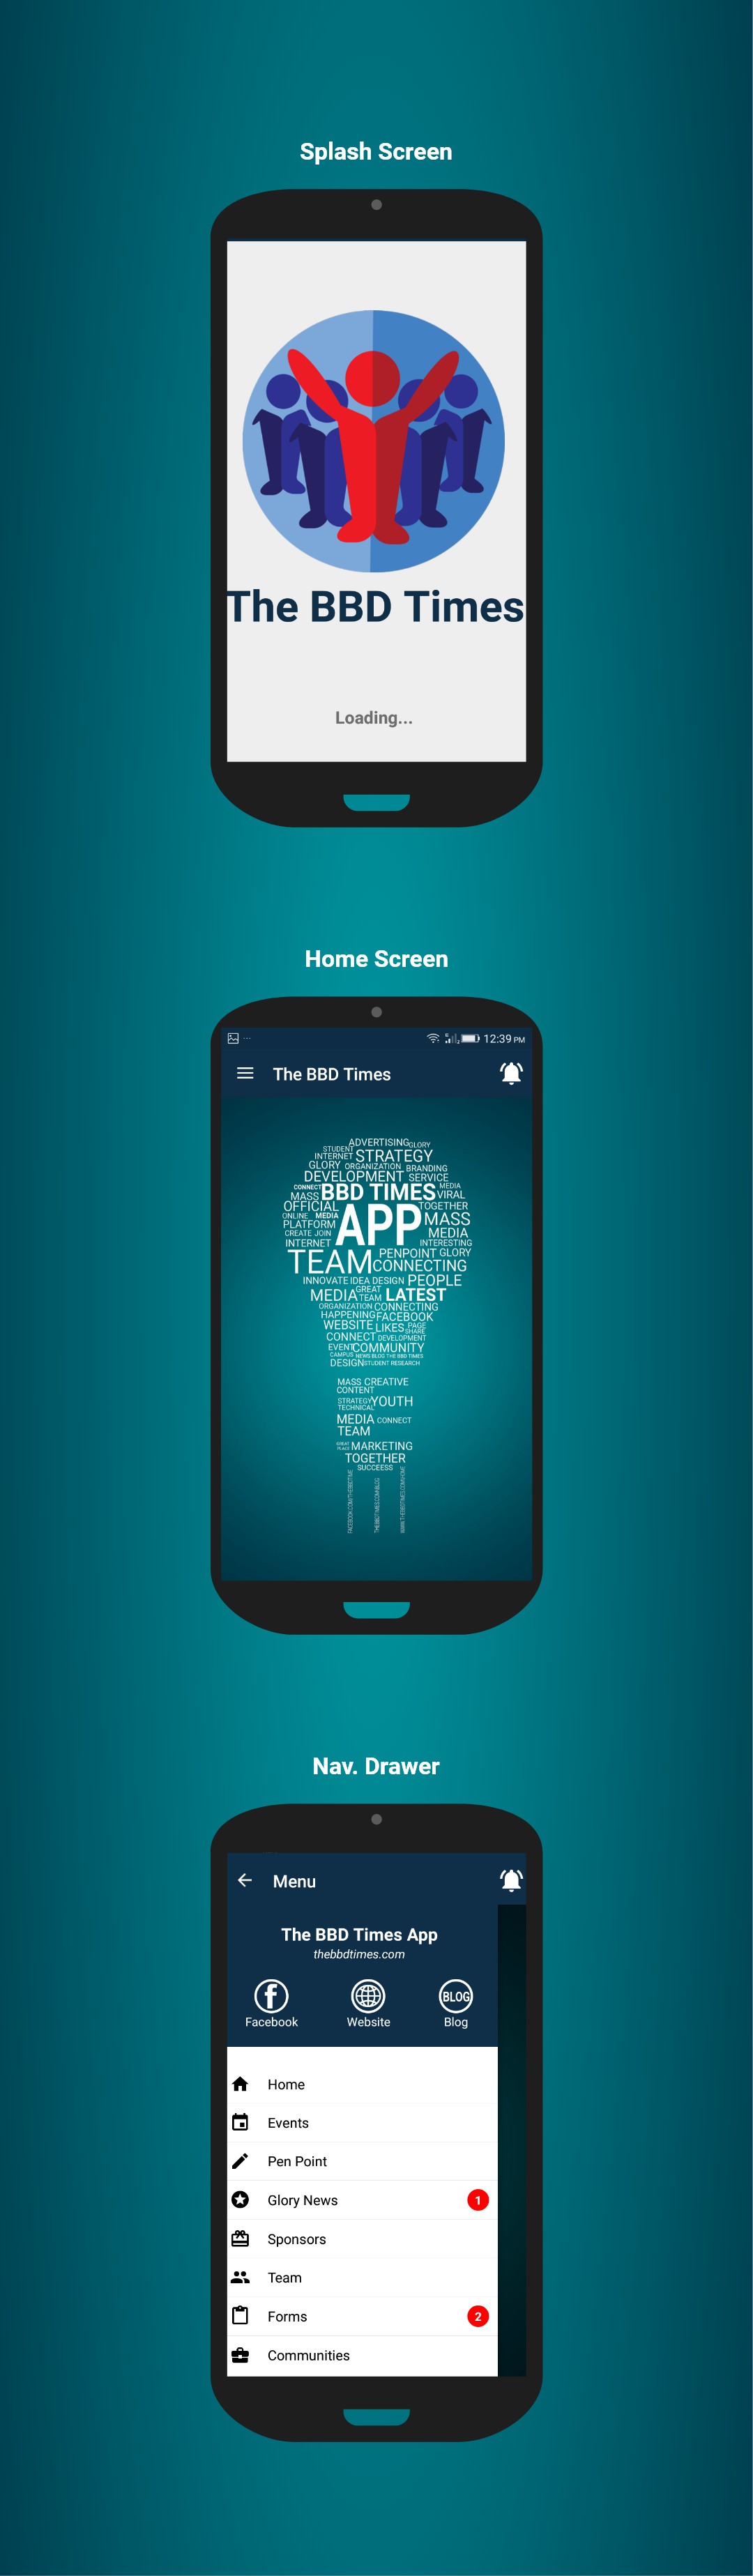 Splash Screen
The BBD Times
Loading...
Home Screen
12:39 PM
The BBD Times
ADVERTISING GLORY
STUDENT
INTERNET STRATEGY
GLORY ORGANIZATION BRANDING
DEVELOPMENT SERVICE
CONNECT BBD TIMES MEDIA
MASS VIRAL
OFFICIAL TOGETHER
ONLINE MEDIA APP MASS
PLATFORM
CREATE JOIN MEDIA
INTERNET INTERESTING
TEAM PENPOINT GLORY
CONNECTING
INNOVATE IDEA DESIGN PEOPLE
MEDIA GREAT LATEST
TEAM
ORGANIZATION CONNECTING
HAPPENING FACEBOOK
WEBSITE LIKES PAGE
SHARE
CONNECT DEVELOPMENT
EVENT COMMUNITY
CAMPUS NEWS BLOG THE BBD TIMES
DESIGN STUDENT RESEARCH
MASS CREATIVE
CONTENT
STRATEGY YOUTH
TECHNICAL
MEDIA CONNECT
TEAM
GREAT MARKETING
PLACE
TOGETHER
SUCCEESS
Nav. Drawer
Menu
The BBD Times App
thebbdtimes.com
BLOG
Facebook Website Blog
Home
Events
Pen Point
Glory News 1
Sponsors
Team
Forms 2
Communities